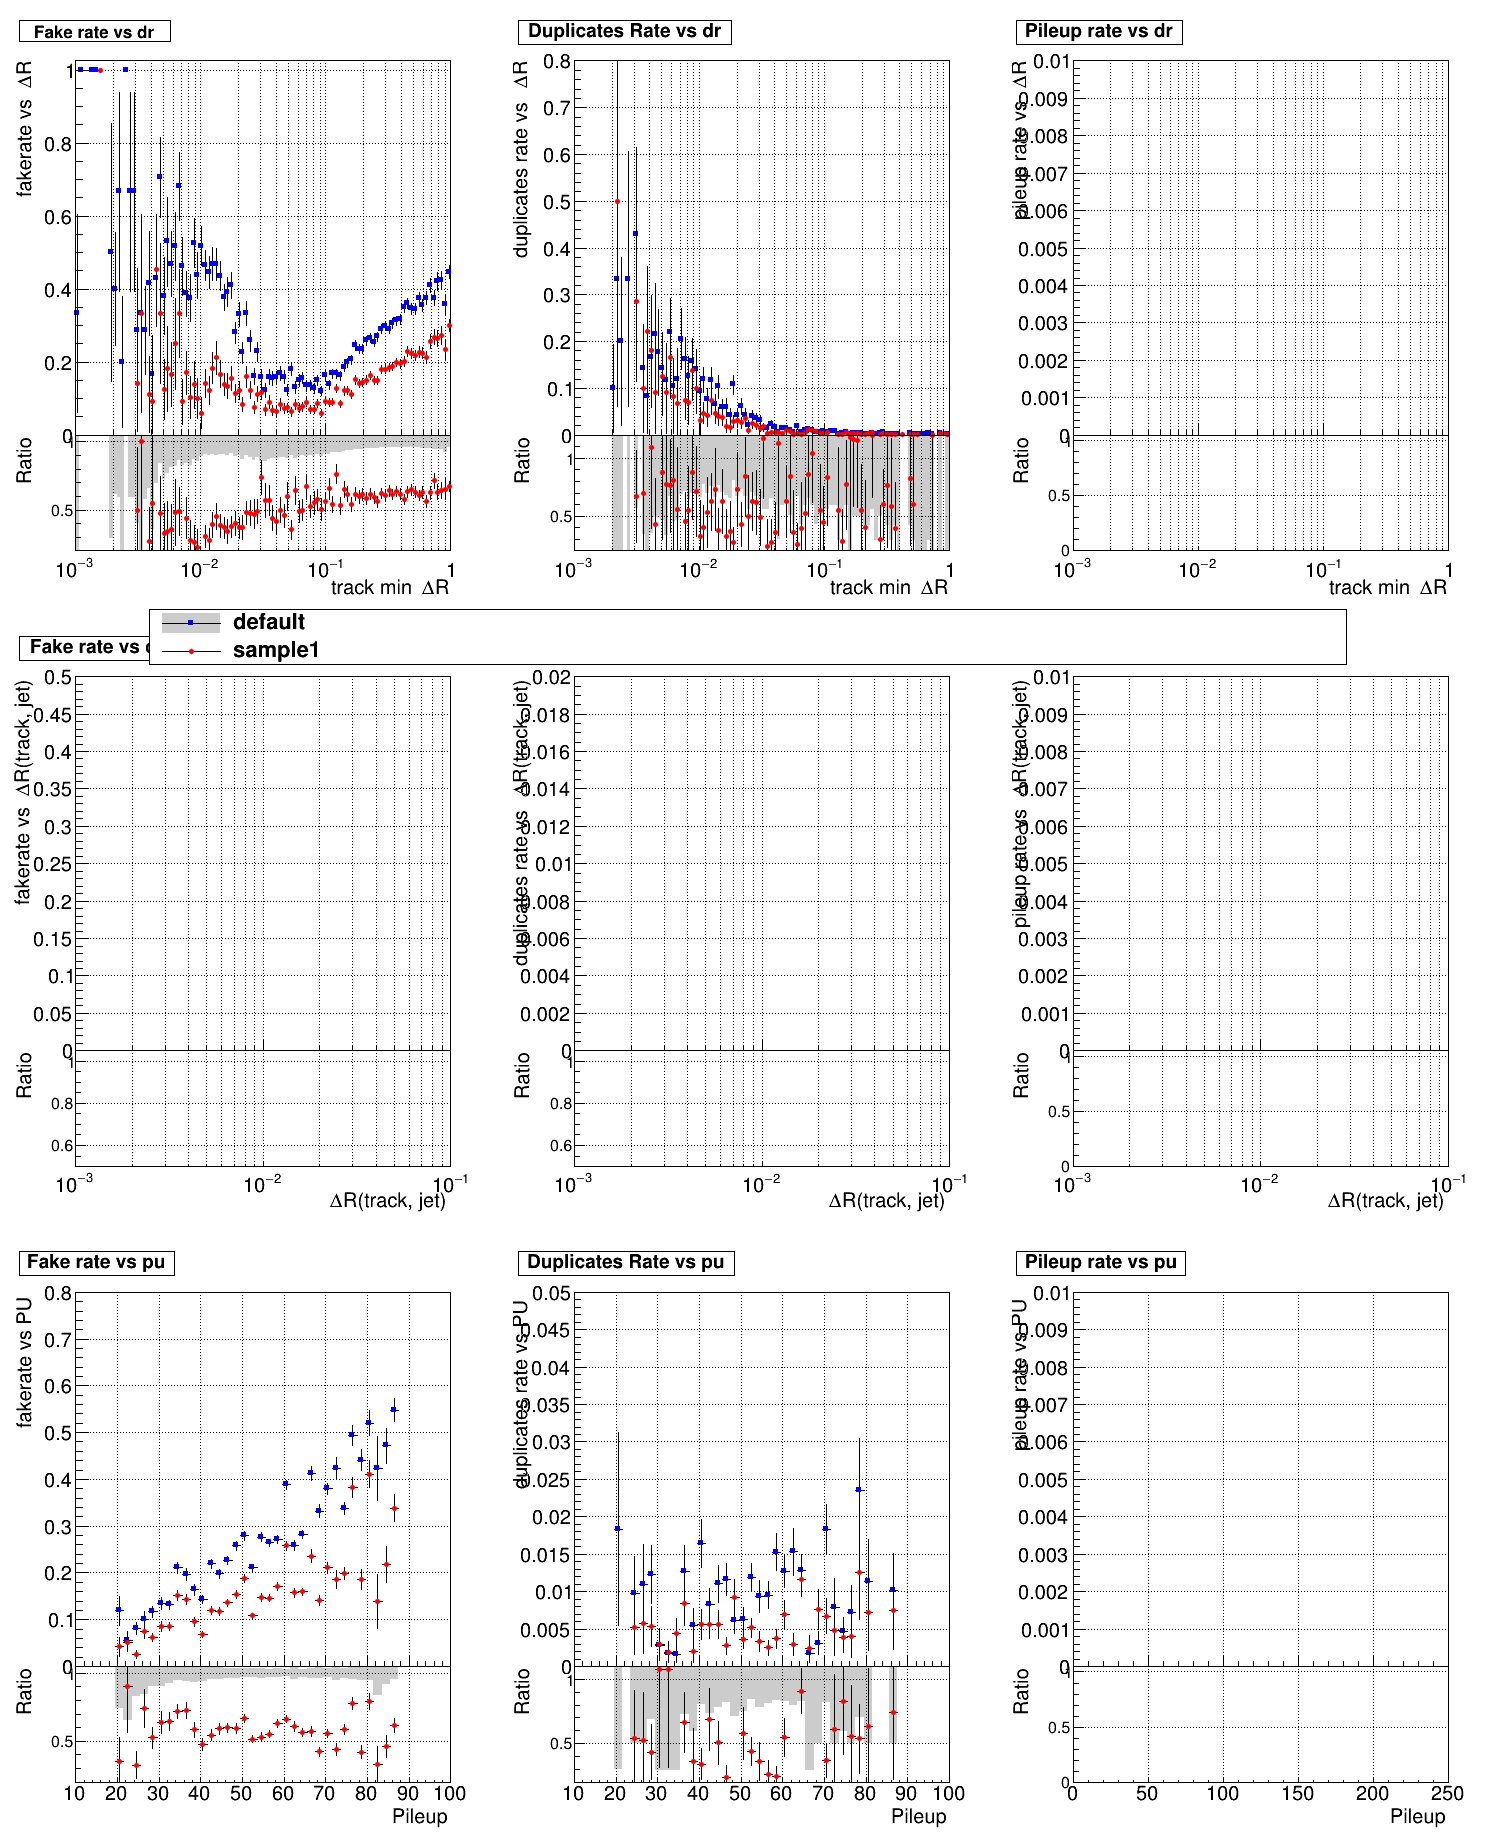 Fake rate vs dr
fakerate vs ΔR
1
0.8
0.6
0.4
0.2
0
Ratio
0.5
10⁻³ 10⁻² 10⁻¹ 1
track min ΔR
Duplicates Rate vs dr
duplicates rate vs ΔR
0.8
0.7
0.6
0.5
0.4
0.3
0.2
0.1
0
Ratio
1
0.5
10⁻³ 10⁻² 10⁻¹ 1
track min ΔR
Pileup rate vs dr
pileup rate vs ΔR
0.01
0.009
0.008
0.007
0.006
0.005
0.004
0.003
0.002
0.001
0
Ratio
1
0.5
0
10⁻³ 10⁻² 10⁻¹ 1
track min ΔR
default
sample1
Fake rate vs
fakerate vs ΔR(track, jet)
0.5
0.45
0.4
0.35
0.3
0.25
0.2
0.15
0.1
0.05
0
Ratio
1
0.8
0.6
10⁻³ 10⁻² 10⁻¹
ΔR(track, jet)
duplicates rate vs ΔR(track, jet)
0.02
0.018
0.016
0.014
0.012
0.01
0.008
0.006
0.004
0.002
0
Ratio
1
0.8
0.6
10⁻³ 10⁻² 10⁻¹
ΔR(track, jet)
pileup rate vs ΔR(track, jet)
0.01
0.009
0.008
0.007
0.006
0.005
0.004
0.003
0.002
0.001
0
Ratio
1
0.5
0
10⁻³ 10⁻² 10⁻¹
ΔR(track, jet)
Fake rate vs pu
fakerate vs PU
0.8
0.7
0.6
0.5
0.4
0.3
0.2
0.1
0
Ratio
0.5
10 20 30 40 50 60 70 80 90 100
Pileup
Duplicates Rate vs pu
duplicates rate vs PU
0.05
0.045
0.04
0.035
0.03
0.025
0.02
0.015
0.01
0.005
0
Ratio
1
0.5
10 20 30 40 50 60 70 80 90 100
Pileup
Pileup rate vs pu
pileup rate vs PU
0.01
0.009
0.008
0.007
0.006
0.005
0.004
0.003
0.002
0.001
0
Ratio
1
0.5
0
0 50 100 150 200 250
Pileup